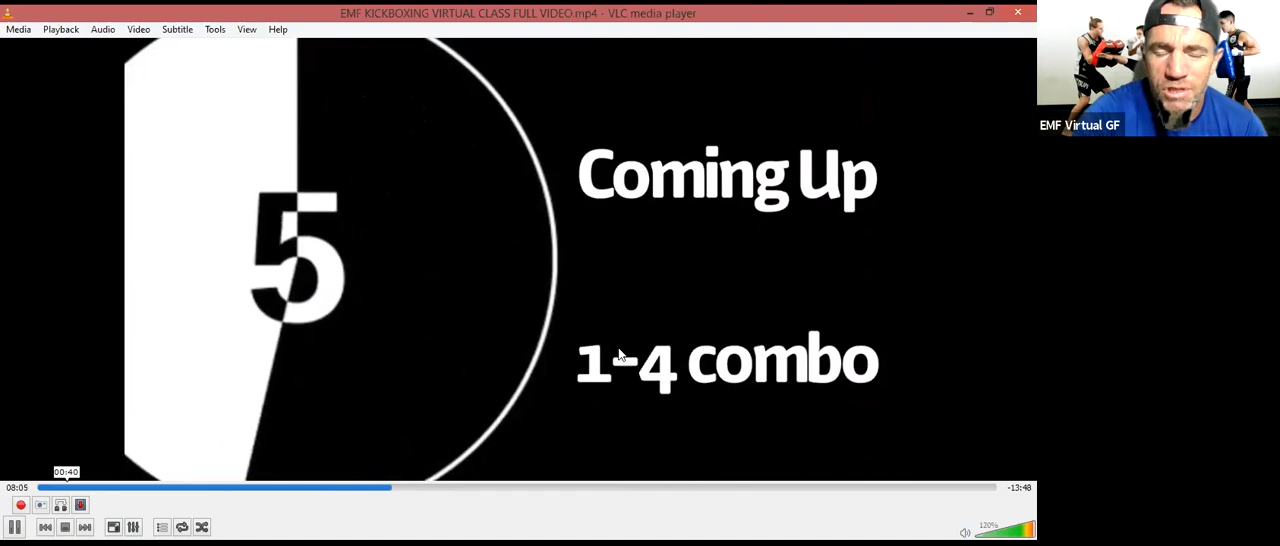 EMF KICKBOXING VIRTUAL CLASS FULL VIDEO.mp4 - VLC media player
Media Playback Audio Video Subtitle Tools View Help
5
Coming Up
1-4 combo
EMF Virtual GF
00:40
08:05
-13:48
120%